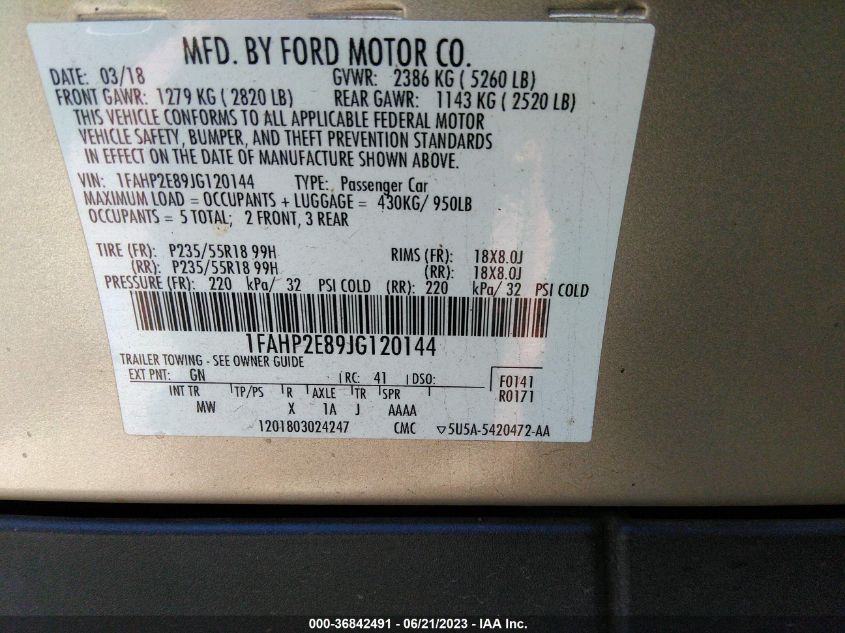 MFD. BY FORD MOTOR CO.
DATE: 03/18 GVWR: 2386 KG ( 5260 LB)
FRONT GAWR: 1279 KG ( 2820 LB) REAR GAWR: 1143 KG ( 2520 LB)
THIS VEHICLE CONFORMS TO ALL APPLICABLE FEDERAL MOTOR
VEHICLE SAFETY, BUMPER, AND THEFT PREVENTION STANDARDS
IN EFFECT ON THE DATE OF MANUFACTURE SHOWN ABOVE.
VIN: 1FAHP2E89JG120144 TYPE: Passenger Car
MAXIMUM LOAD = OCCUPANTS + LUGGAGE = 430KG/ 950LB
OCCUPANTS = 5 TOTAL; 2 FRONT, 3 REAR
TIRE (FR): P235/55R18 99H RIMS (FR): 18X8.0J
(RR): P235/55R18 99H (RR): 18X8.0J
PRESSURE (FR): 220 kPa/ 32 PSI COLD (RR): 220 kPa/ 32 PSI COLD
1FAHP2E89JG120144
TRAILER TOWING - SEE OWNER GUIDE
EXT PNT: GN RC: 41 DSO: F0141
INT TR TP/PS R AXLE TR SPR R0171
MW X 1A J AAAA
1201803024247 CMC ▽5U5A-5420472-AA
000-36842491 - 06/21/2023 - IAA Inc.